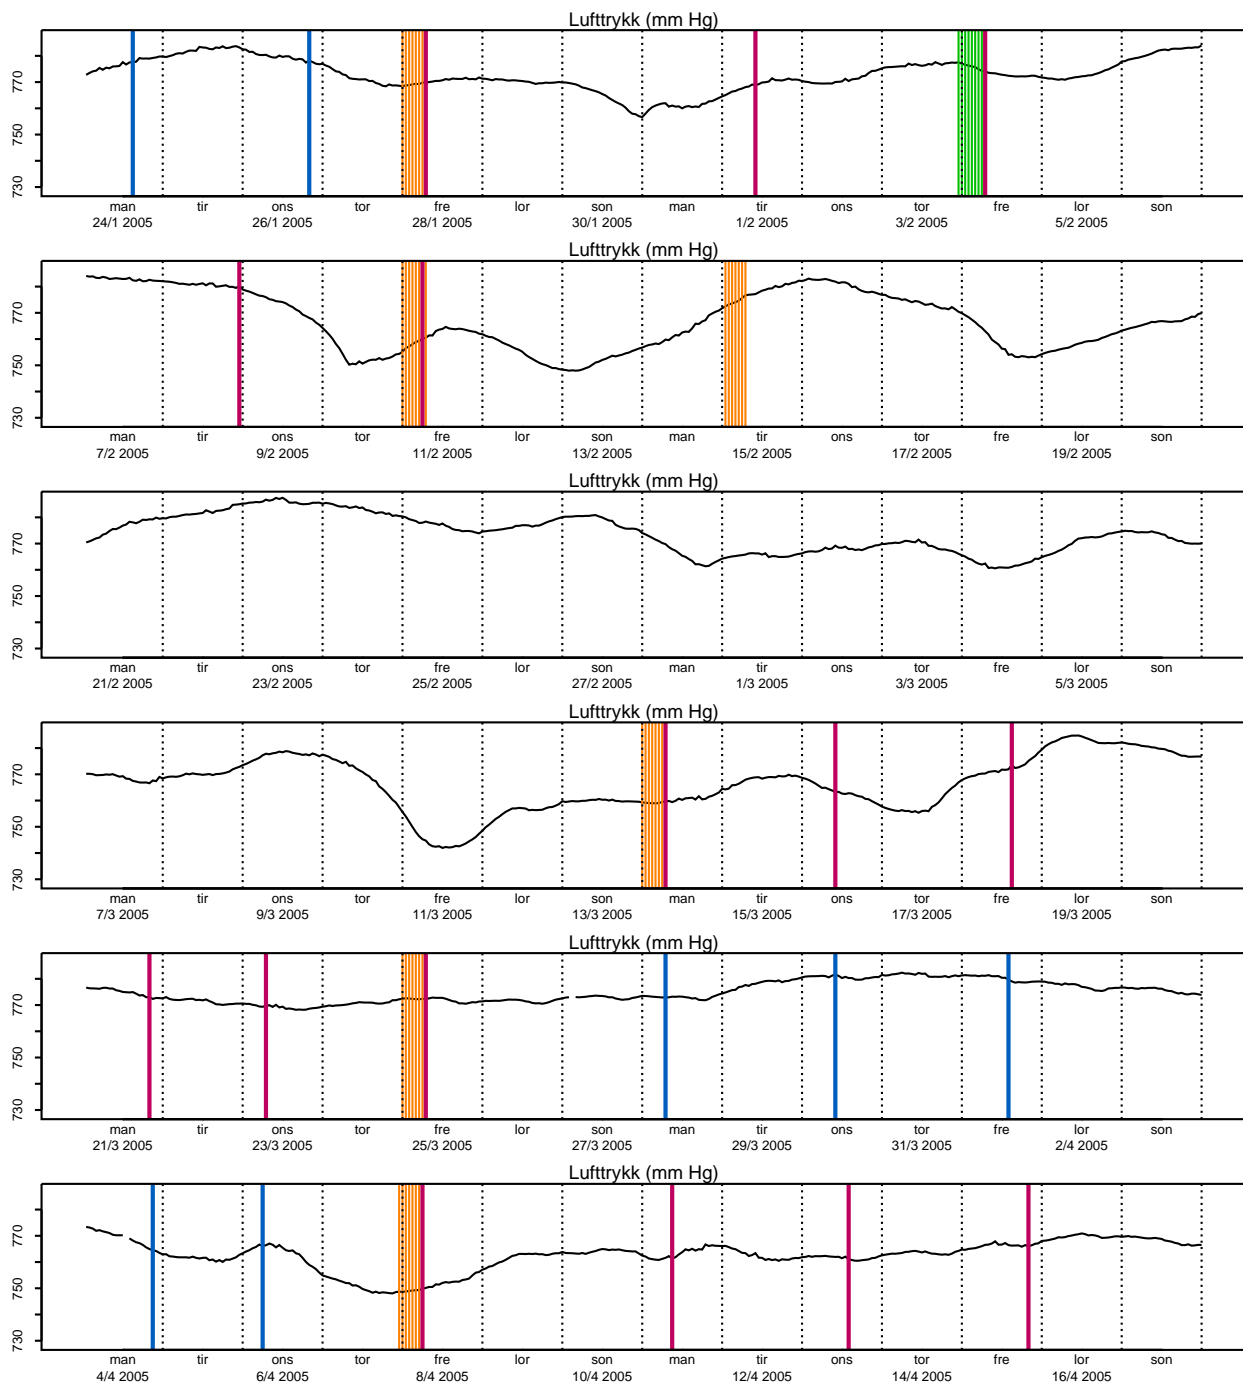 Lufttrykk (mm Hg)
730 750 770
man tir ons tor fre lor son man tir ons tor fre lor son
24/1 2005 26/1 2005 28/1 2005 30/1 2005 1/2 2005 3/2 2005 5/2 2005
Lufttrykk (mm Hg)
730 750 770
man tir ons tor fre lor son man tir ons tor fre lor son
7/2 2005 9/2 2005 11/2 2005 13/2 2005 15/2 2005 17/2 2005 19/2 2005
Lufttrykk (mm Hg)
730 750 770
man tir ons tor fre lor son man tir ons tor fre lor son
21/2 2005 23/2 2005 25/2 2005 27/2 2005 1/3 2005 3/3 2005 5/3 2005
Lufttrykk (mm Hg)
730 750 770
man tir ons tor fre lor son man tir ons tor fre lor son
7/3 2005 9/3 2005 11/3 2005 13/3 2005 15/3 2005 17/3 2005 19/3 2005
Lufttrykk (mm Hg)
730 750 770
man tir ons tor fre lor son man tir ons tor fre lor son
21/3 2005 23/3 2005 25/3 2005 27/3 2005 29/3 2005 31/3 2005 2/4 2005
Lufttrykk (mm Hg)
730 750 770
man tir ons tor fre lor son man tir ons tor fre lor son
4/4 2005 6/4 2005 8/4 2005 10/4 2005 12/4 2005 14/4 2005 16/4 2005